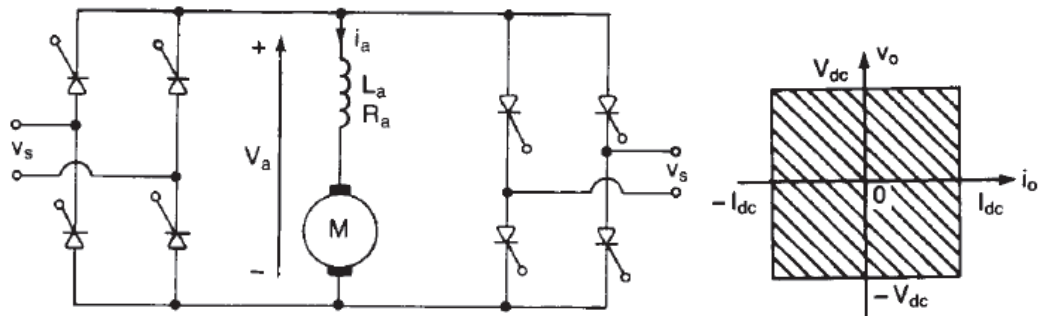 +
i_a
L_a
R_a
v_s
V_a
M
−
v_s
V_dc
v_o
−I_dc
0
I_dc
i_o
−V_dc